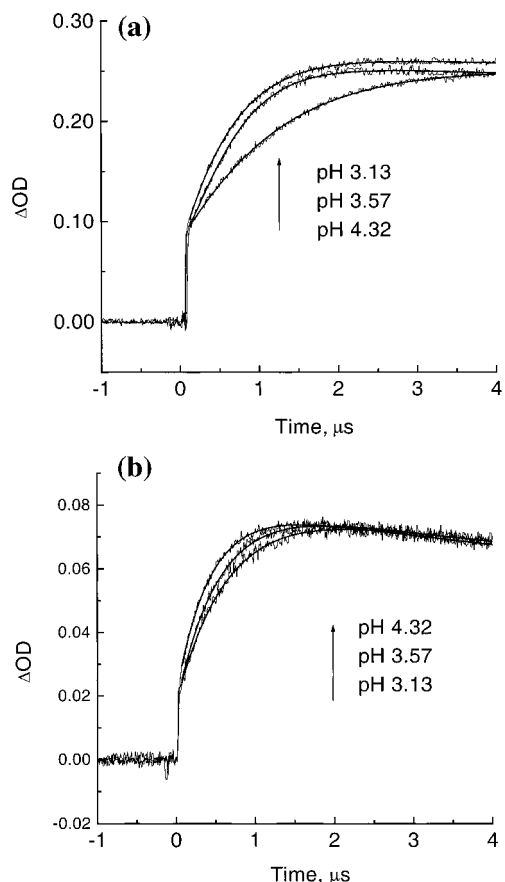 (a)
0.30
0.20
0.10
0.00
ΔOD
pH 3.13
pH 3.57
pH 4.32
-1 0 1 2 3 4
Time, μs
(b)
0.08
0.06
0.04
0.02
0.00
-0.02
ΔOD
pH 4.32
pH 3.57
pH 3.13
-1 0 1 2 3 4
Time, μs